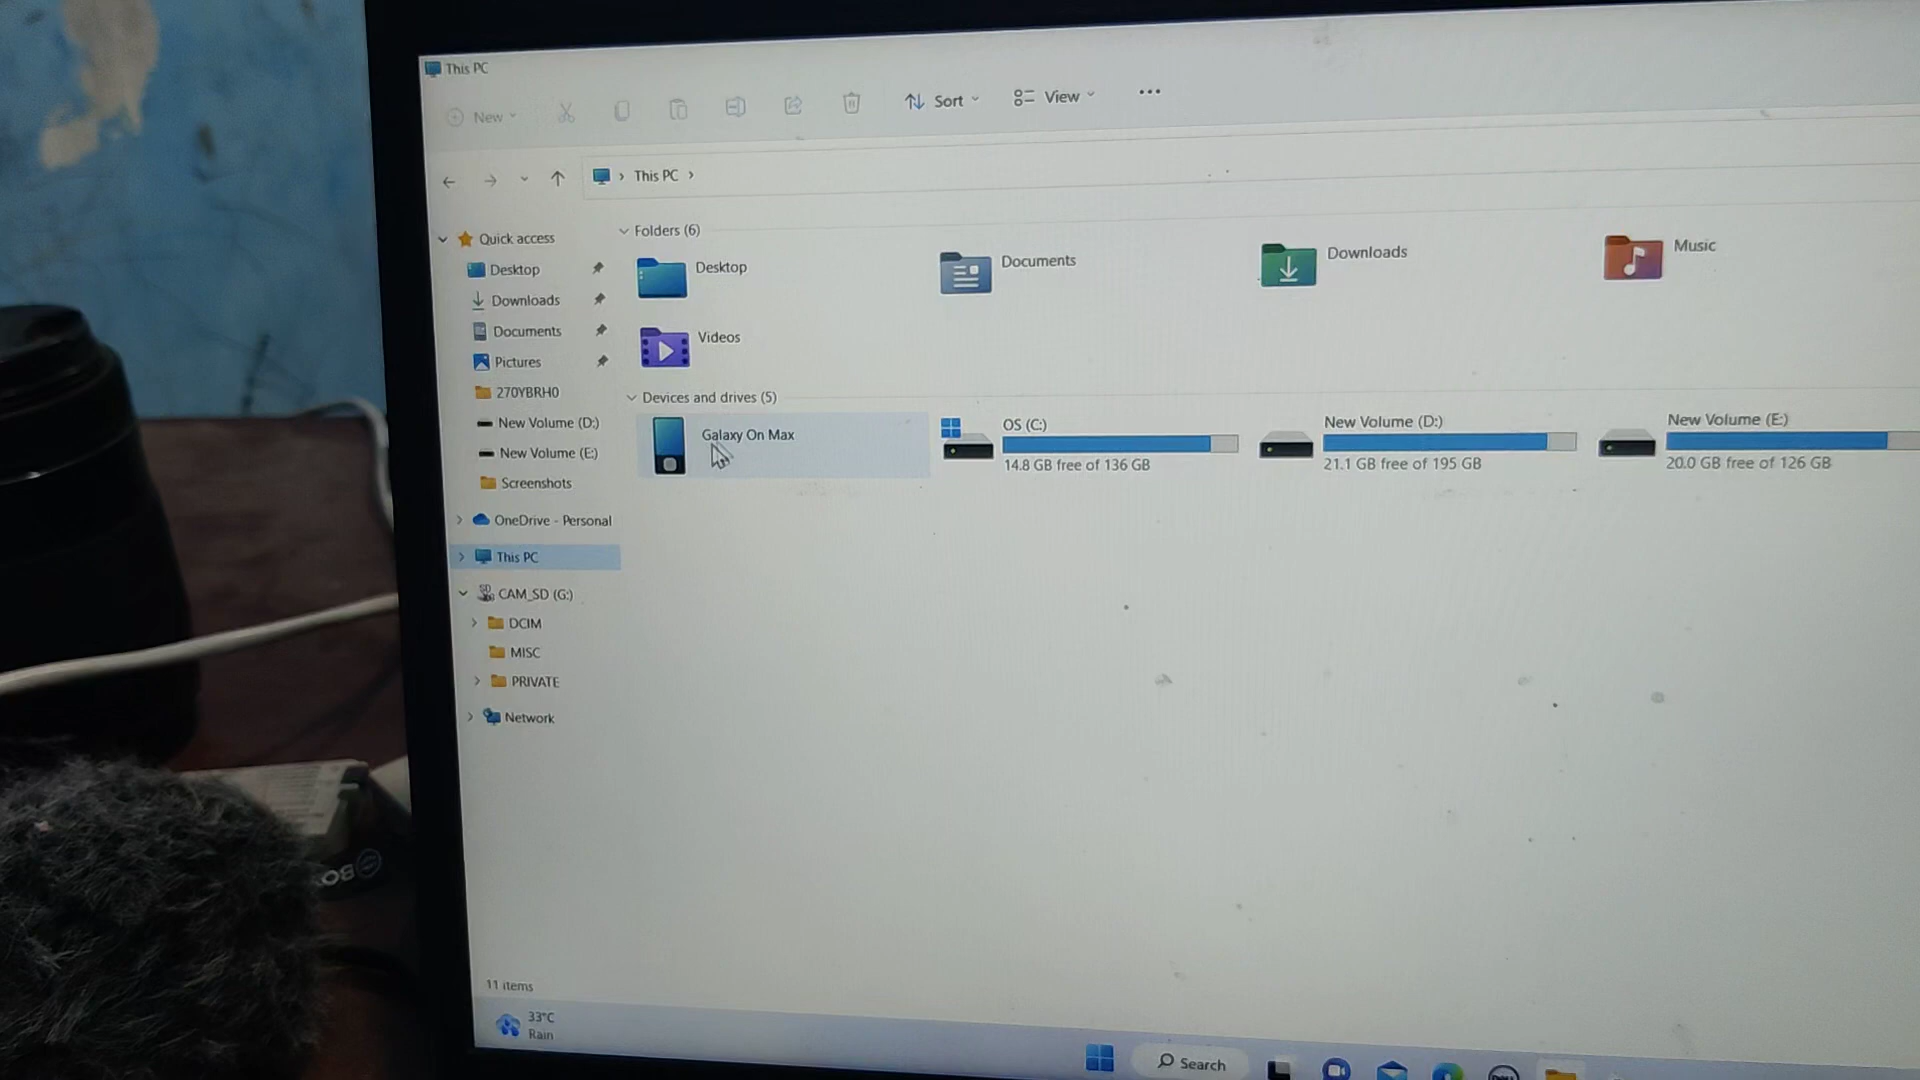 This PC
New
Sort
View
This PC
Quick access
Desktop
Downloads
Documents
Pictures
270YBRH0
New Volume (D:)
New Volume (E:)
Screenshots
OneDrive - Personal
This PC
CAM_SD (G:)
DCIM
MISC
PRIVATE
Network
Folders (6)
Desktop
Documents
Downloads
Music
Videos
Devices and drives (5)
Galaxy On Max
OS (C:)
14.8 GB free of 136 GB
New Volume (D:)
21.1 GB free of 195 GB
New Volume (E:)
20.0 GB free of 126 GB
11 items
33°C
Rain
Search